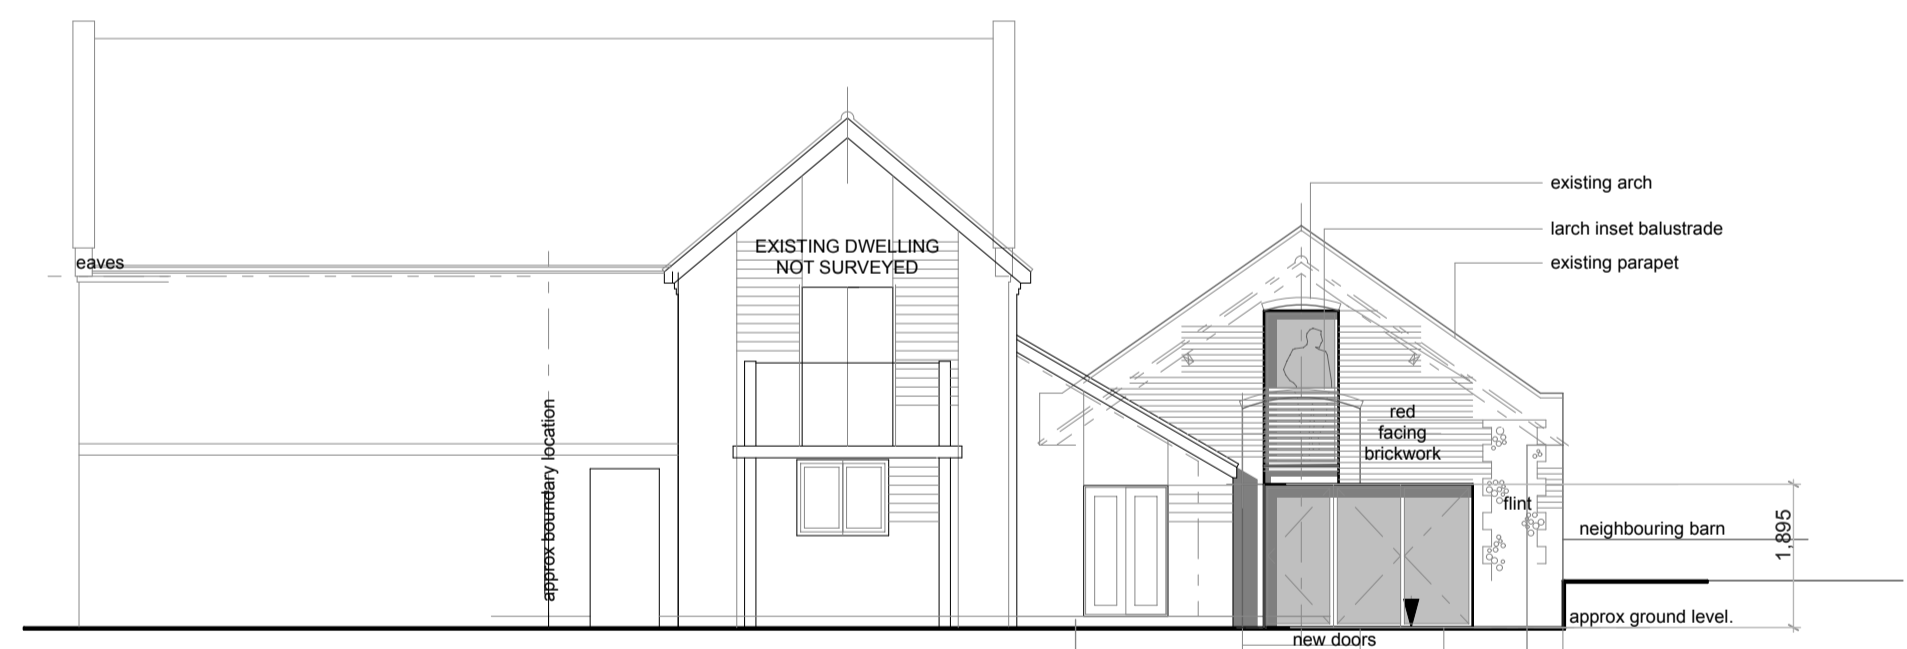 existing arch
larch inset balustrade
existing parapet
EXISTING DWELLING
NOT SURVEYED
eaves
approx boundary location
red
facing
brickwork
flint
neighbouring barn
1,895
approx ground level.
new doors